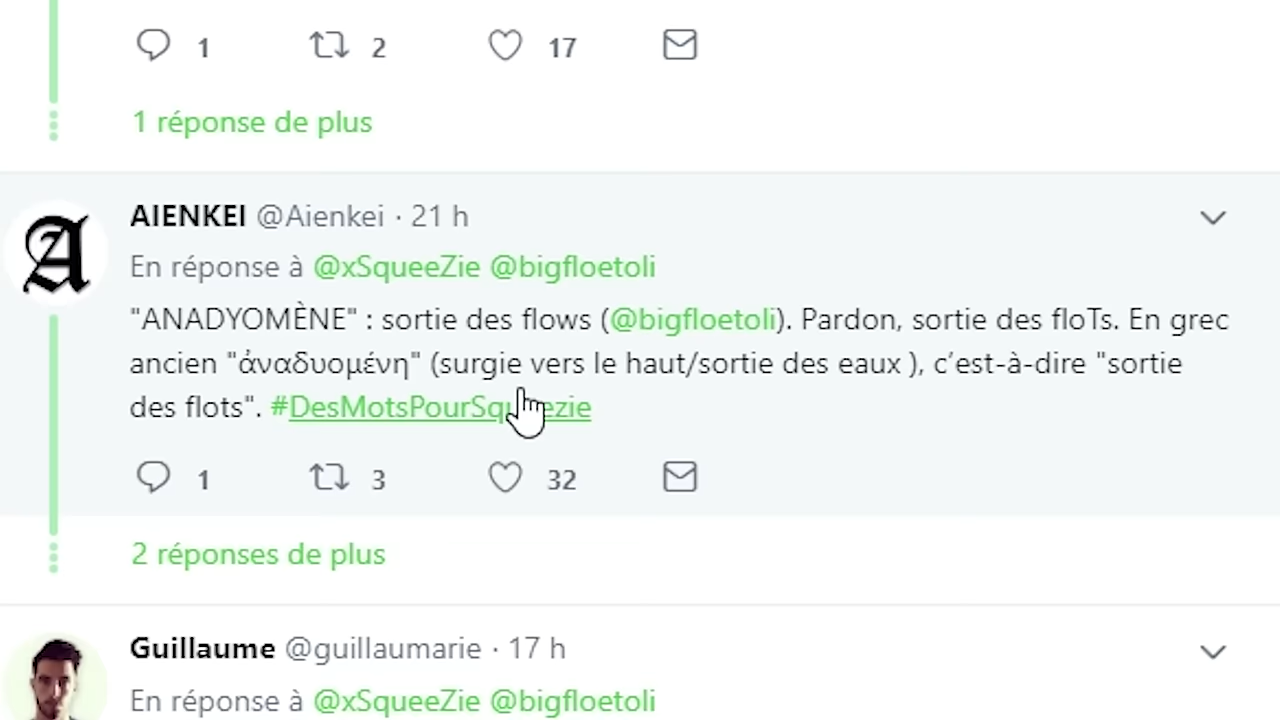 1 2 17
1 réponse de plus
AIENKEI @Aienkei · 21 h
En réponse à @xSqueeZie @bigfloetoli
"ANADYOMÈNE" : sortie des flows (@bigfloetoli). Pardon, sortie des floTs. En grec
ancien "ἀναδυομένη" (surgie vers le haut/sortie des eaux ), c’est-à-dire "sortie
des flots". #DesMotsPourSqueezie
1 3 32
2 réponses de plus
Guillaume @guillaumarie · 17 h
En réponse à @xSqueeZie @bigfloetoli